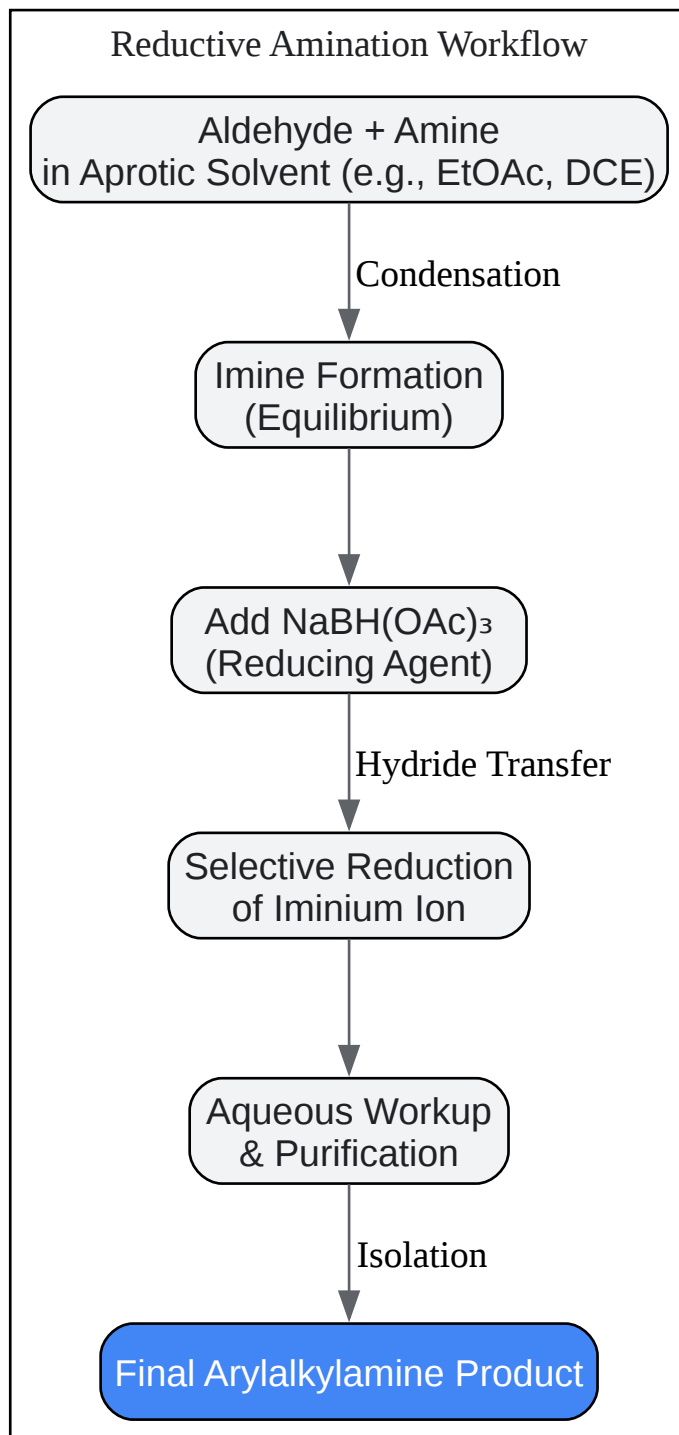 Reductive Amination Workflow
Aldehyde + Amine
in Aprotic Solvent (e.g., EtOAc, DCE)
Condensation
Imine Formation
(Equilibrium)
Add NaBH(OAc)₃
(Reducing Agent)
Hydride Transfer
Selective Reduction
of Iminium Ion
Aqueous Workup
& Purification
Isolation
Final Arylalkylamine Product